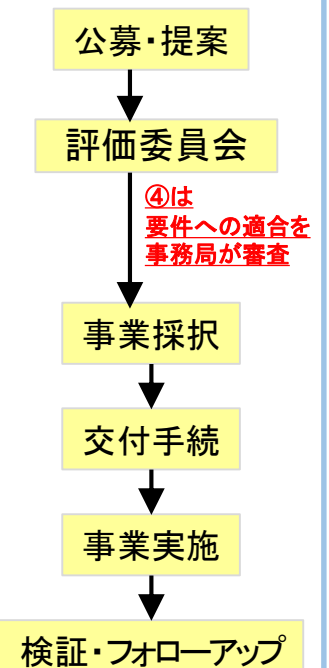 公募・提案
評価委員会
④は
要件への適合を
事務局が審査
事業採択
交付手続
事業実施
検証・フォローアップ